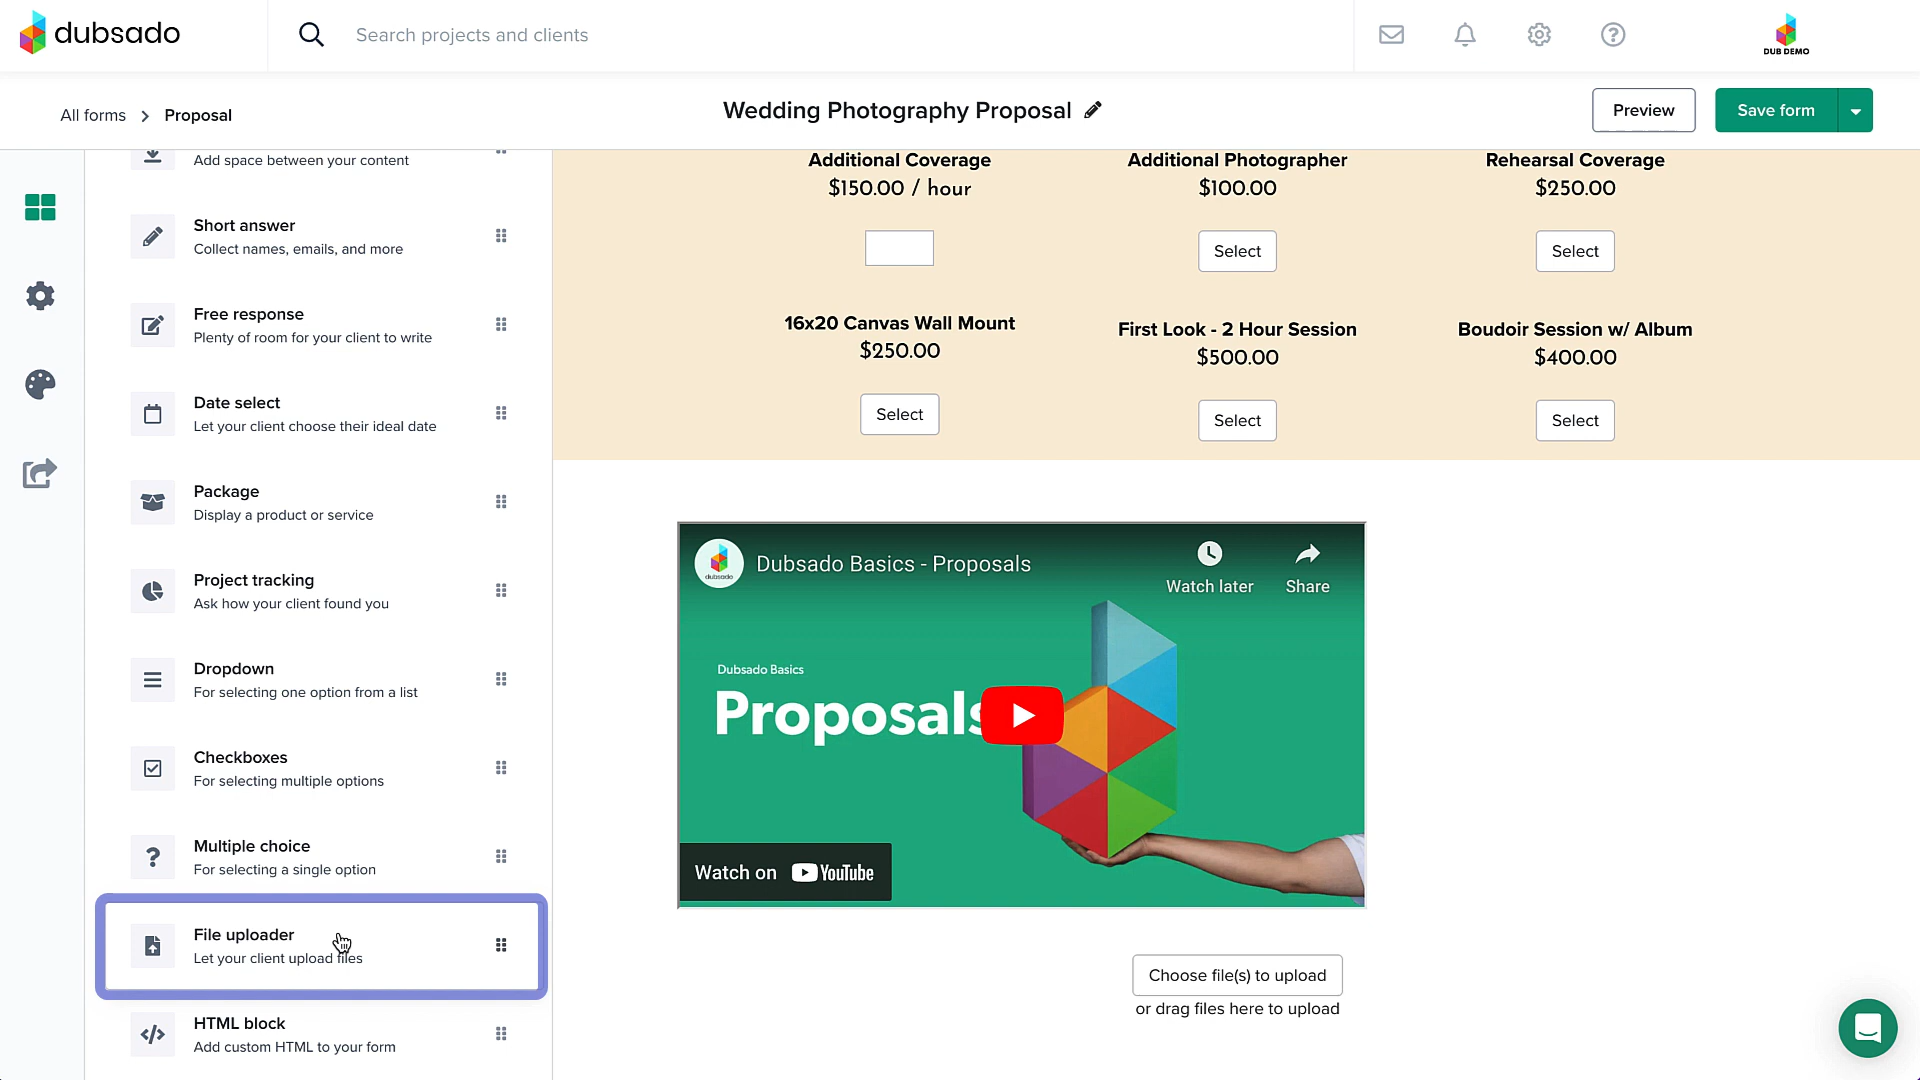 dubsado
Search projects and clients
DUB DEMO
All forms
Proposal
Wedding Photography Proposal
Preview
Save form
Add space between your content
Short answer
Collect names, emails, and more
Free response
Plenty of room for your client to write
Date select
Let your client choose their ideal date
Package
Display a product or service
Project tracking
Ask how your client found you
Dropdown
For selecting one option from a list
Checkboxes
For selecting multiple options
Multiple choice
For selecting a single option
File uploader
Let your client upload files
HTML block
Add custom HTML to your form
Additional Coverage
$150.00 / hour
Additional Photographer
$100.00
Select
Rehearsal Coverage
$250.00
Select
16x20 Canvas Wall Mount
$250.00
Select
First Look - 2 Hour Session
$500.00
Select
Boudoir Session w/ Album
$400.00
Select
dubsado
Dubsado Basics - Proposals
Watch later
Share
Dubsado Basics
Proposals
Watch on YouTube
Choose file(s) to upload
or drag files here to upload